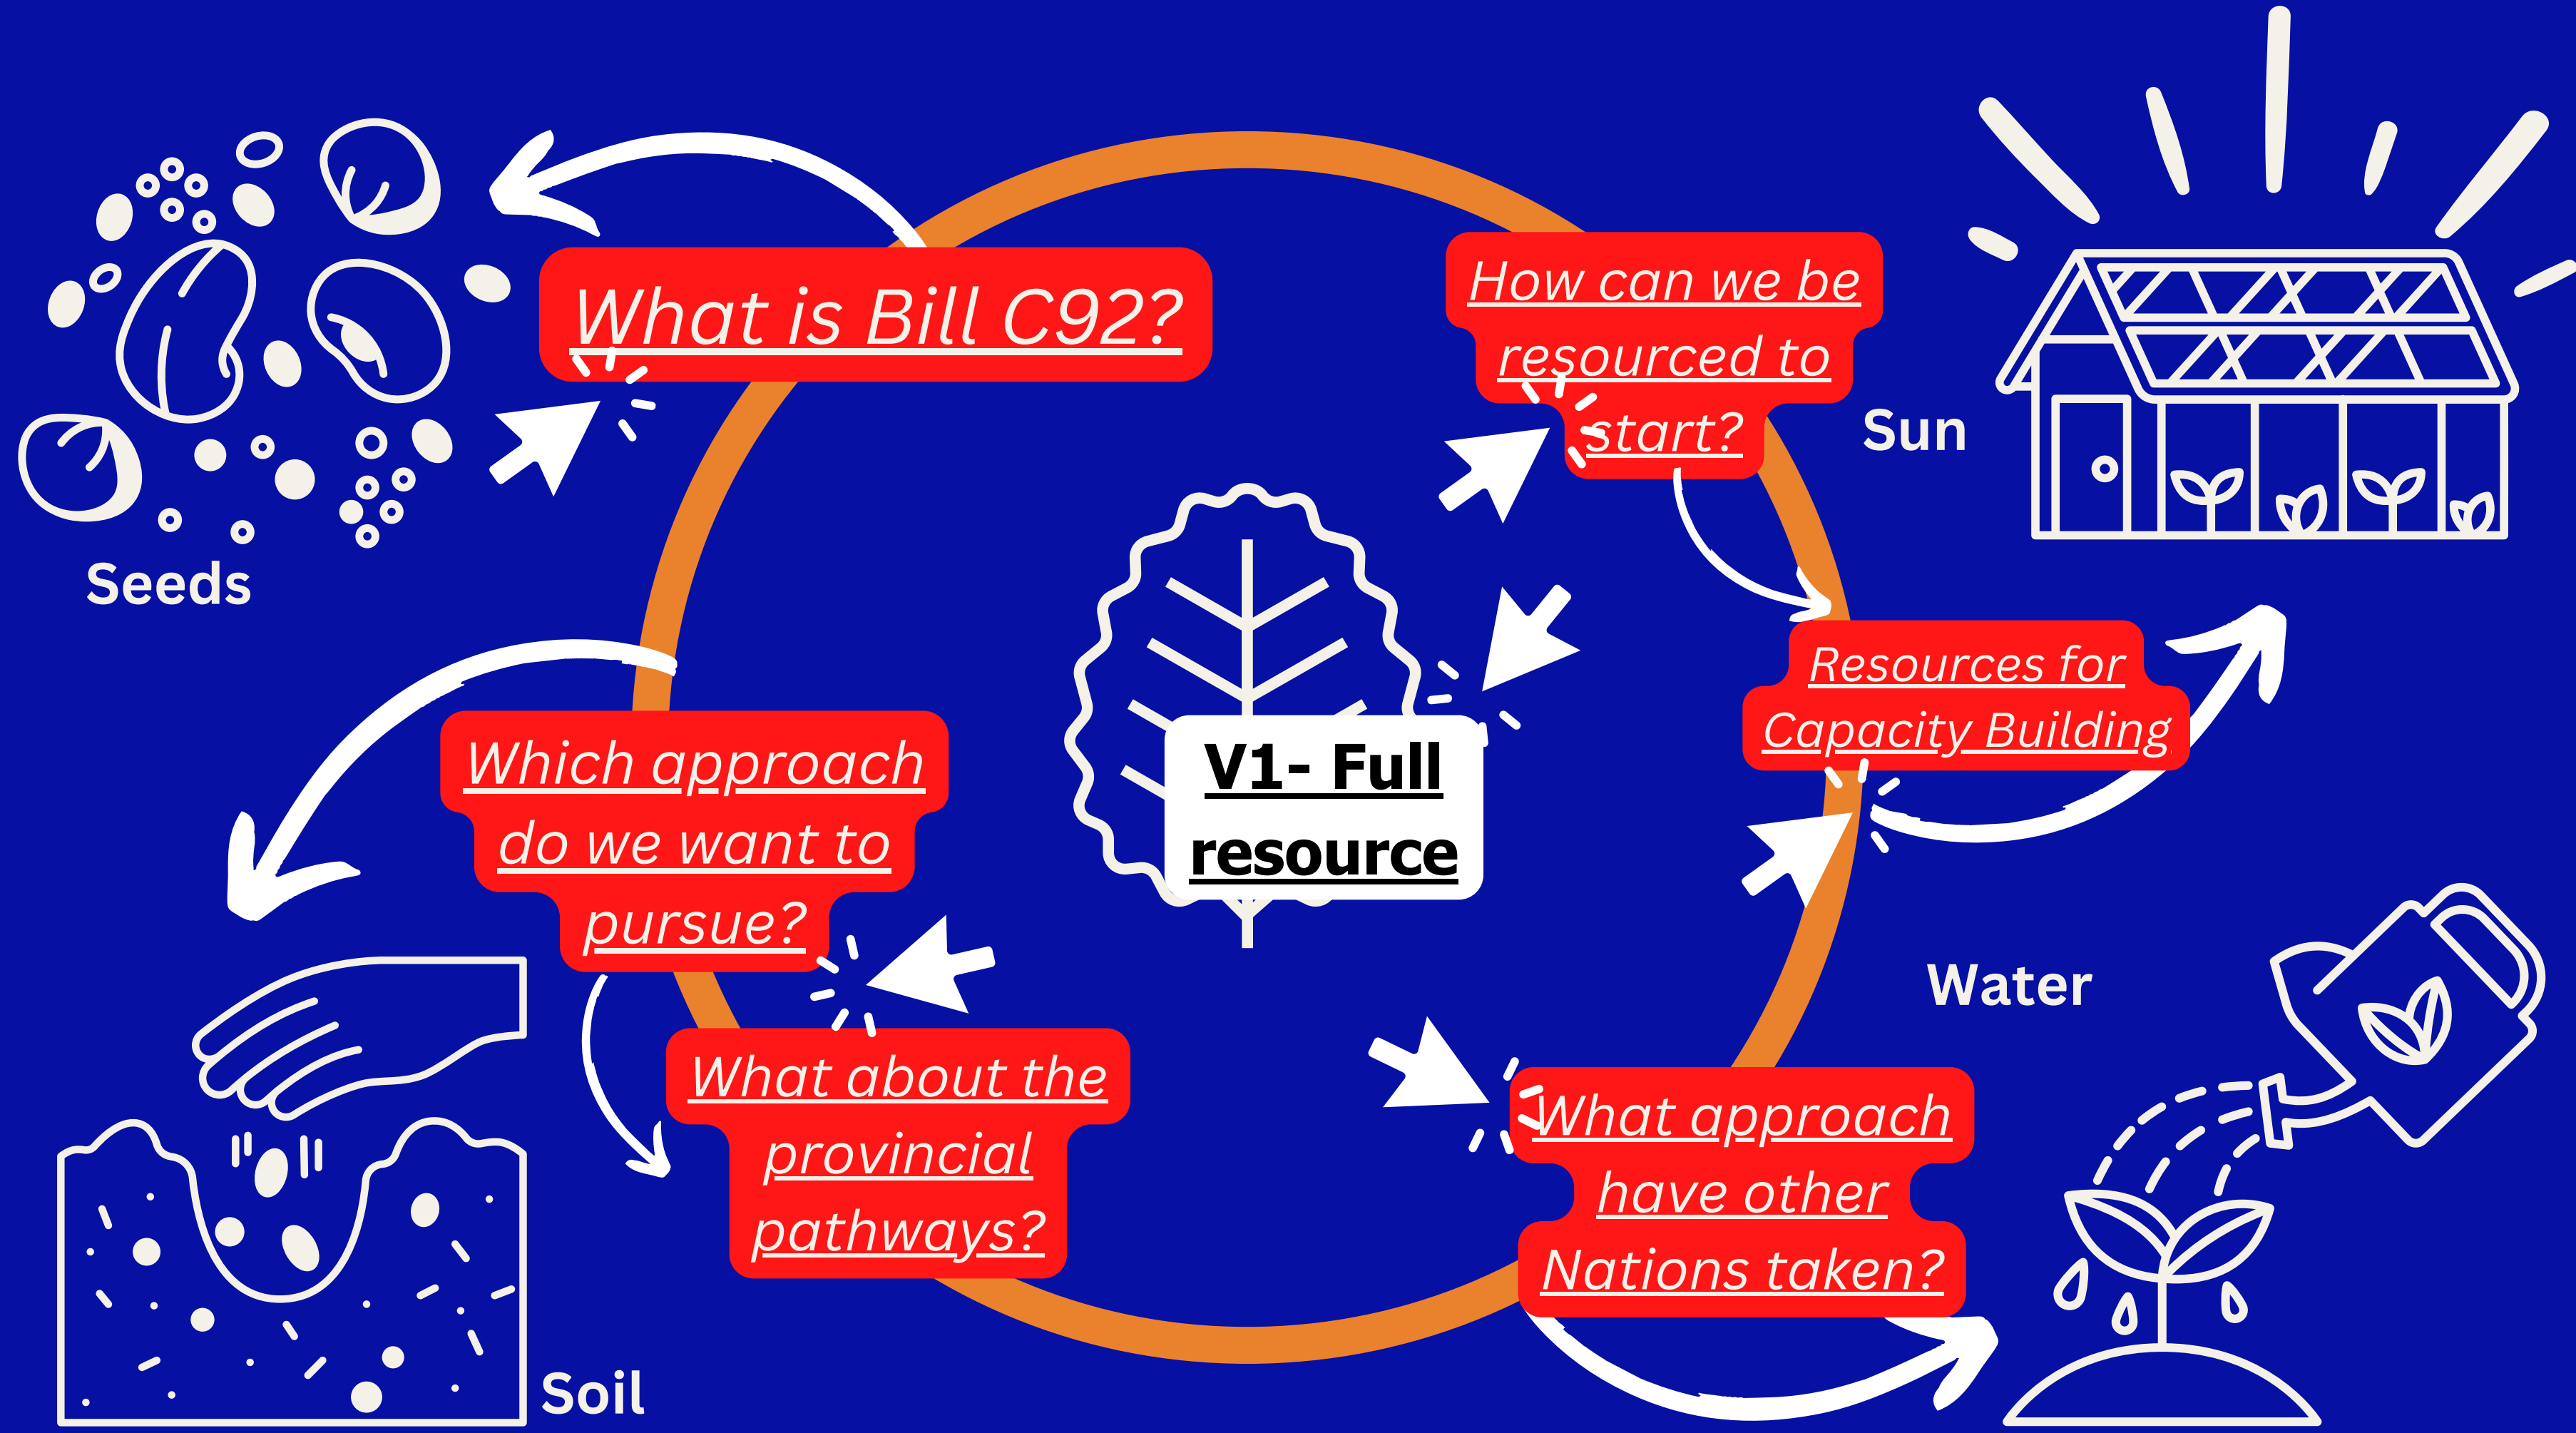 What is Bill C92?
Seeds
How can we be
resourced to
start?
Sun
Resources for
Capacity Building
V1- Full
resource
Which approach
do we want to
pursue?
What about the
provincial
pathways?
Soil
Water
What approach
have other
Nations taken?